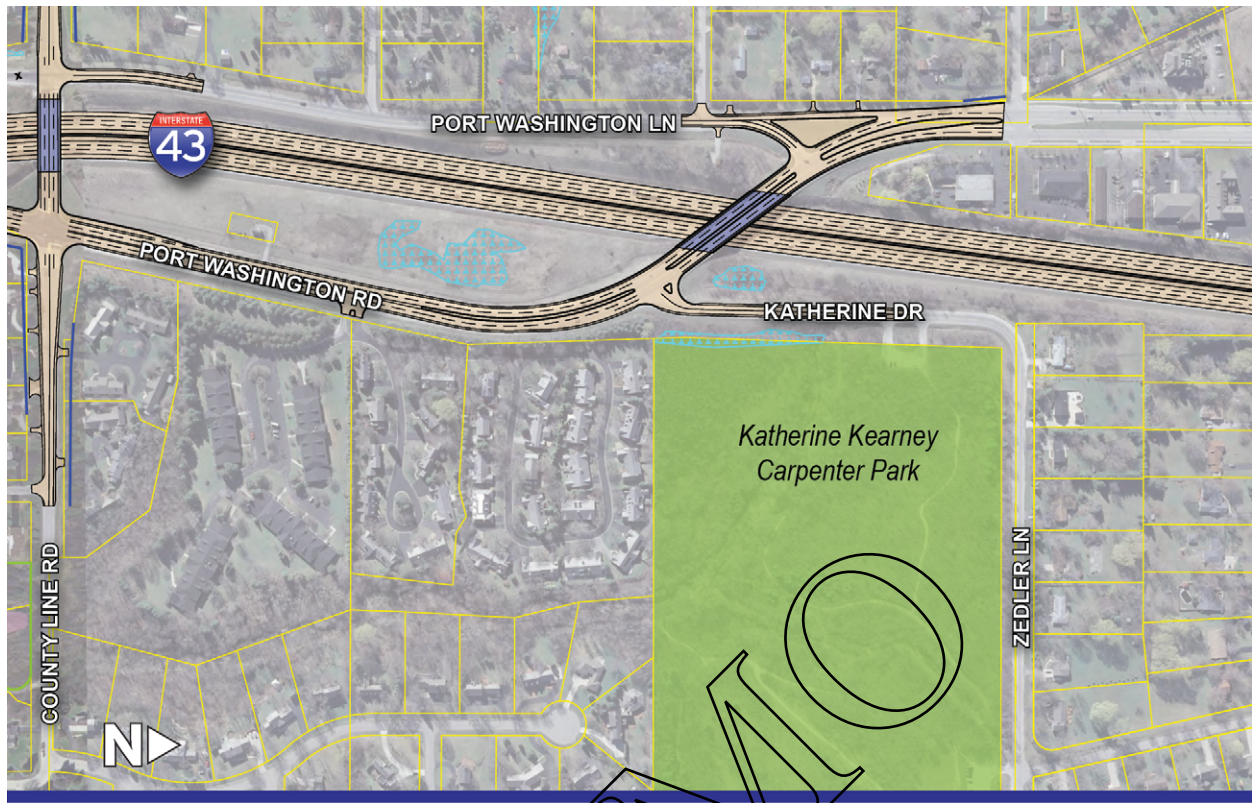 INTERSTATE
43
PORT WASHINGTON LN
PORT WASHINGTON RD
KATHERINE DR
Katherine Kearney
Carpenter Park
COUNTY LINE RD
ZEDLER LN
N
MO